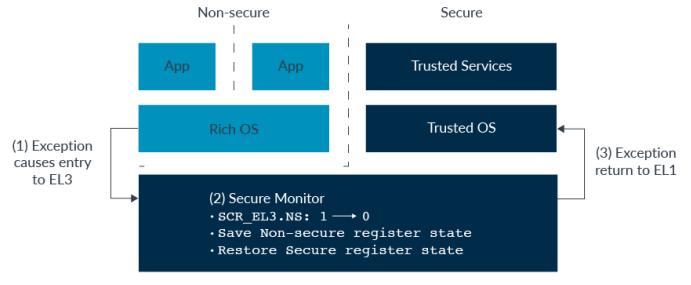 Non-secure
Secure
App
App
Trusted Services
Rich OS
Trusted OS
(1) Exception
causes entry
to EL3
(3) Exception
return to EL1
(2) Secure Monitor
• SCR_EL3.NS: 1 ⟶ 0
• Save Non-secure register state
• Restore Secure register state